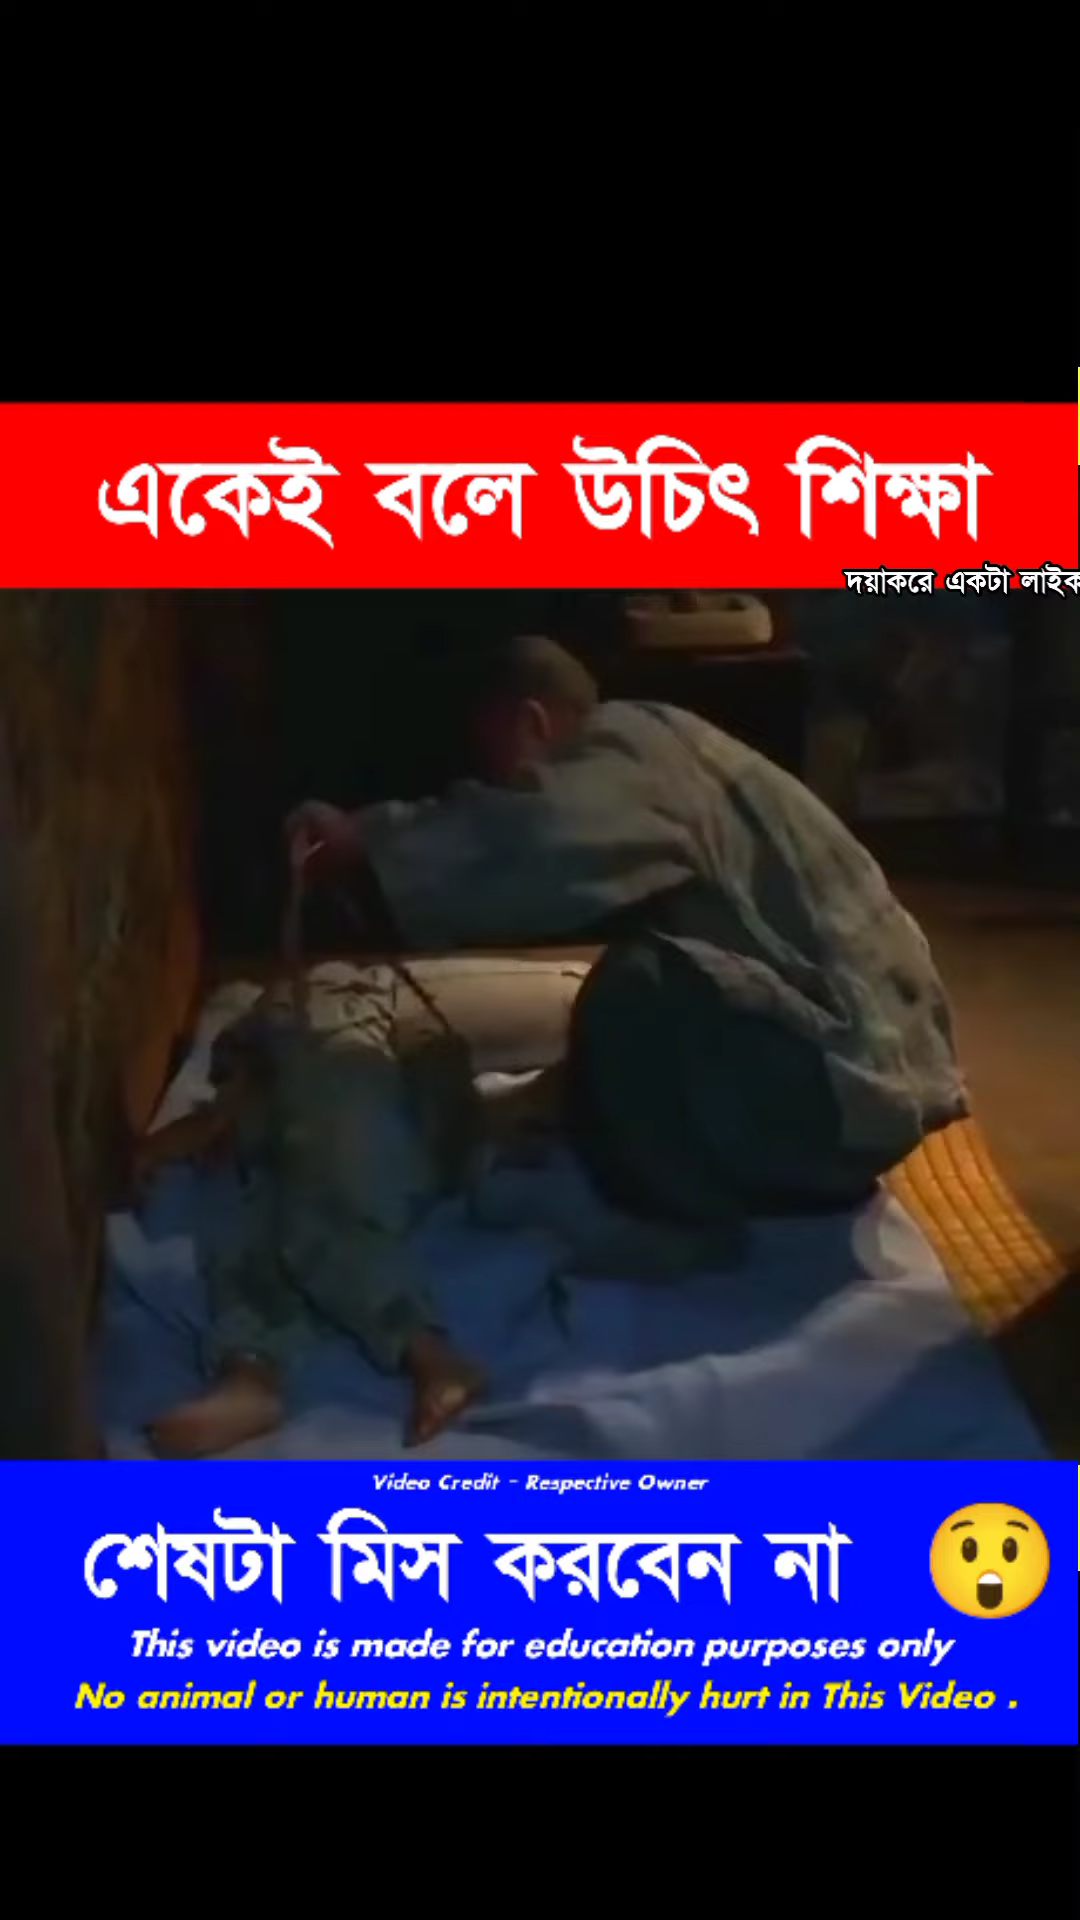 একেই বলে উচিৎ শিক্ষা
দয়াকরে একটা লাইক
Video Credit - Respective Owner
শেষটা মিস করবেন না
This video is made for education purposes only
No animal or human is intentionally hurt in This Video .